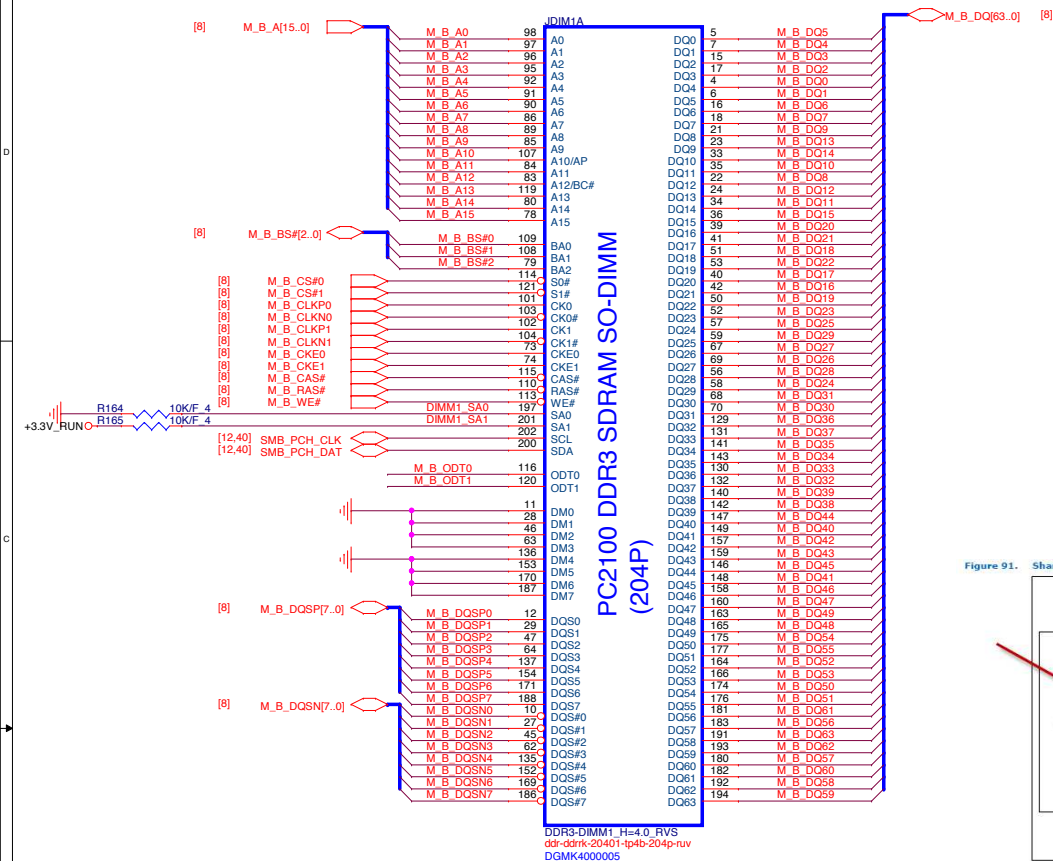 [8] M_B_A[15..0]
JDIM1A
M_B_DQ[63..0] [8]
M_B_A0 98 A0
M_B_A1 97 A1
M_B_A2 96 A2
M_B_A3 95 A3
M_B_A4 92 A4
M_B_A5 91 A5
M_B_A6 90 A6
M_B_A7 86 A7
M_B_A8 89 A8
M_B_A9 85 A9
M_B_A10 107 A10/AP
M_B_A11 84 A11
M_B_A12 83 A12/BC#
M_B_A13 119 A13
M_B_A14 80 A14
M_B_A15 78 A15
[8] M_B_BS#[2..0]
M_B_BS#0 109 BA0
M_B_BS#1 108 BA1
M_B_BS#2 79 BA2
[8] M_B_CS#0 114 S0#
[8] M_B_CS#1 121 S1#
[8] M_B_CLKP0 101 CK0
[8] M_B_CLKN0 103 CK0#
[8] M_B_CLKP1 102 CK1
[8] M_B_CLKN1 104 CK1#
[8] M_B_CKE0 73 CKE0
[8] M_B_CKE1 74 CKE1
[8] M_B_CAS# 115 CAS#
[8] M_B_RAS# 110 RAS#
[8] M_B_WE# 113 WE#
R164 10K/F_4 DIMM1_SA0 197 SA0
+3.3V_RUN R165 10K/F_4 DIMM1_SA1 201 SA1
[12,40] SMB_PCH_CLK 202 SCL
[12,40] SMB_PCH_DAT 200 SDA
M_B_ODT0 116 ODT0
M_B_ODT1 120 ODT1
11 DM0
28 DM1
46 DM2
63 DM3
136 DM4
153 DM5
170 DM6
187 DM7
[8] M_B_DQSP[7..0]
M_B_DQSP0 12 DQS0
M_B_DQSP1 29 DQS1
M_B_DQSP2 47 DQS2
M_B_DQSP3 64 DQS3
M_B_DQSP4 137 DQS4
M_B_DQSP5 154 DQS5
M_B_DQSP6 171 DQS6
M_B_DQSP7 188 DQS7
[8] M_B_DQSN[7..0]
M_B_DQSN0 10 DQS#0
M_B_DQSN1 27 DQS#1
M_B_DQSN2 45 DQS#2
M_B_DQSN3 62 DQS#3
M_B_DQSN4 135 DQS#4
M_B_DQSN5 152 DQS#5
M_B_DQSN6 169 DQS#6
M_B_DQSN7 186 DQS#7
PC2100 DDR3 SDRAM SO-DIMM
(204P)
DQ0 5 M_B_DQ5
DQ1 7 M_B_DQ4
DQ2 15 M_B_DQ3
DQ3 17 M_B_DQ2
DQ4 4 M_B_DQ0
DQ5 6 M_B_DQ1
DQ6 16 M_B_DQ6
DQ7 18 M_B_DQ7
DQ8 21 M_B_DQ9
DQ9 23 M_B_DQ13
DQ10 33 M_B_DQ14
DQ11 35 M_B_DQ10
DQ12 22 M_B_DQ8
DQ13 24 M_B_DQ12
DQ14 34 M_B_DQ11
DQ15 36 M_B_DQ15
DQ16 39 M_B_DQ20
DQ17 41 M_B_DQ21
DQ18 51 M_B_DQ18
DQ19 53 M_B_DQ22
DQ20 40 M_B_DQ17
DQ21 42 M_B_DQ16
DQ22 50 M_B_DQ19
DQ23 52 M_B_DQ23
DQ24 57 M_B_DQ25
DQ25 59 M_B_DQ29
DQ26 67 M_B_DQ27
DQ27 69 M_B_DQ26
DQ28 56 M_B_DQ28
DQ29 58 M_B_DQ24
DQ30 68 M_B_DQ31
DQ31 70 M_B_DQ30
DQ32 129 M_B_DQ36
DQ33 131 M_B_DQ37
DQ34 141 M_B_DQ35
DQ35 143 M_B_DQ34
DQ36 130 M_B_DQ33
DQ37 132 M_B_DQ32
DQ38 140 M_B_DQ39
DQ39 142 M_B_DQ38
DQ40 147 M_B_DQ44
DQ41 149 M_B_DQ40
DQ42 157 M_B_DQ42
DQ43 159 M_B_DQ43
DQ44 146 M_B_DQ45
DQ45 148 M_B_DQ41
DQ46 158 M_B_DQ46
DQ47 160 M_B_DQ47
DQ48 163 M_B_DQ49
DQ49 165 M_B_DQ48
DQ50 175 M_B_DQ54
DQ51 177 M_B_DQ55
DQ52 164 M_B_DQ52
DQ53 166 M_B_DQ53
DQ54 174 M_B_DQ50
DQ55 176 M_B_DQ51
DQ56 181 M_B_DQ61
DQ57 183 M_B_DQ56
DQ58 191 M_B_DQ63
DQ59 193 M_B_DQ62
DQ60 180 M_B_DQ57
DQ61 182 M_B_DQ60
DQ62 192 M_B_DQ58
DQ63 194 M_B_DQ59
DDR3-DIMM1_H=4.0_RVS
ddr-ddrrk-20401-tp4b-204p-ruv
DGMK4000005
D
C
Figure 91. Shar